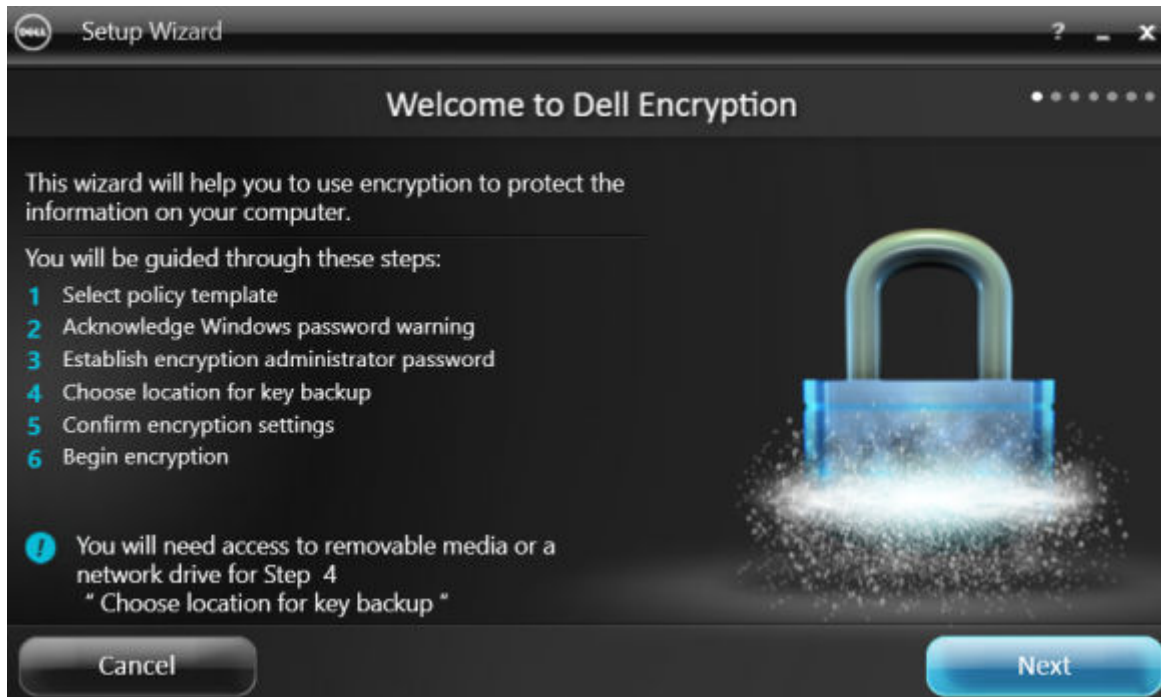 DELL Setup Wizard ? _ x
Welcome to Dell Encryption
This wizard will help you to use encryption to protect the
information on your computer.
You will be guided through these steps:
1 Select policy template
2 Acknowledge Windows password warning
3 Establish encryption administrator password
4 Choose location for key backup
5 Confirm encryption settings
6 Begin encryption
! You will need access to removable media or a
network drive for Step 4
“ Choose location for key backup “
Cancel Next